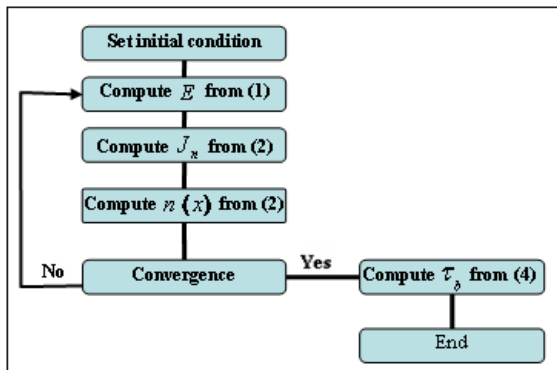 Set initial condition
Compute E from (1)
Compute J_n from (2)
Compute n (x) from (2)
No
Convergence
Yes
Compute τ_b from (4)
End